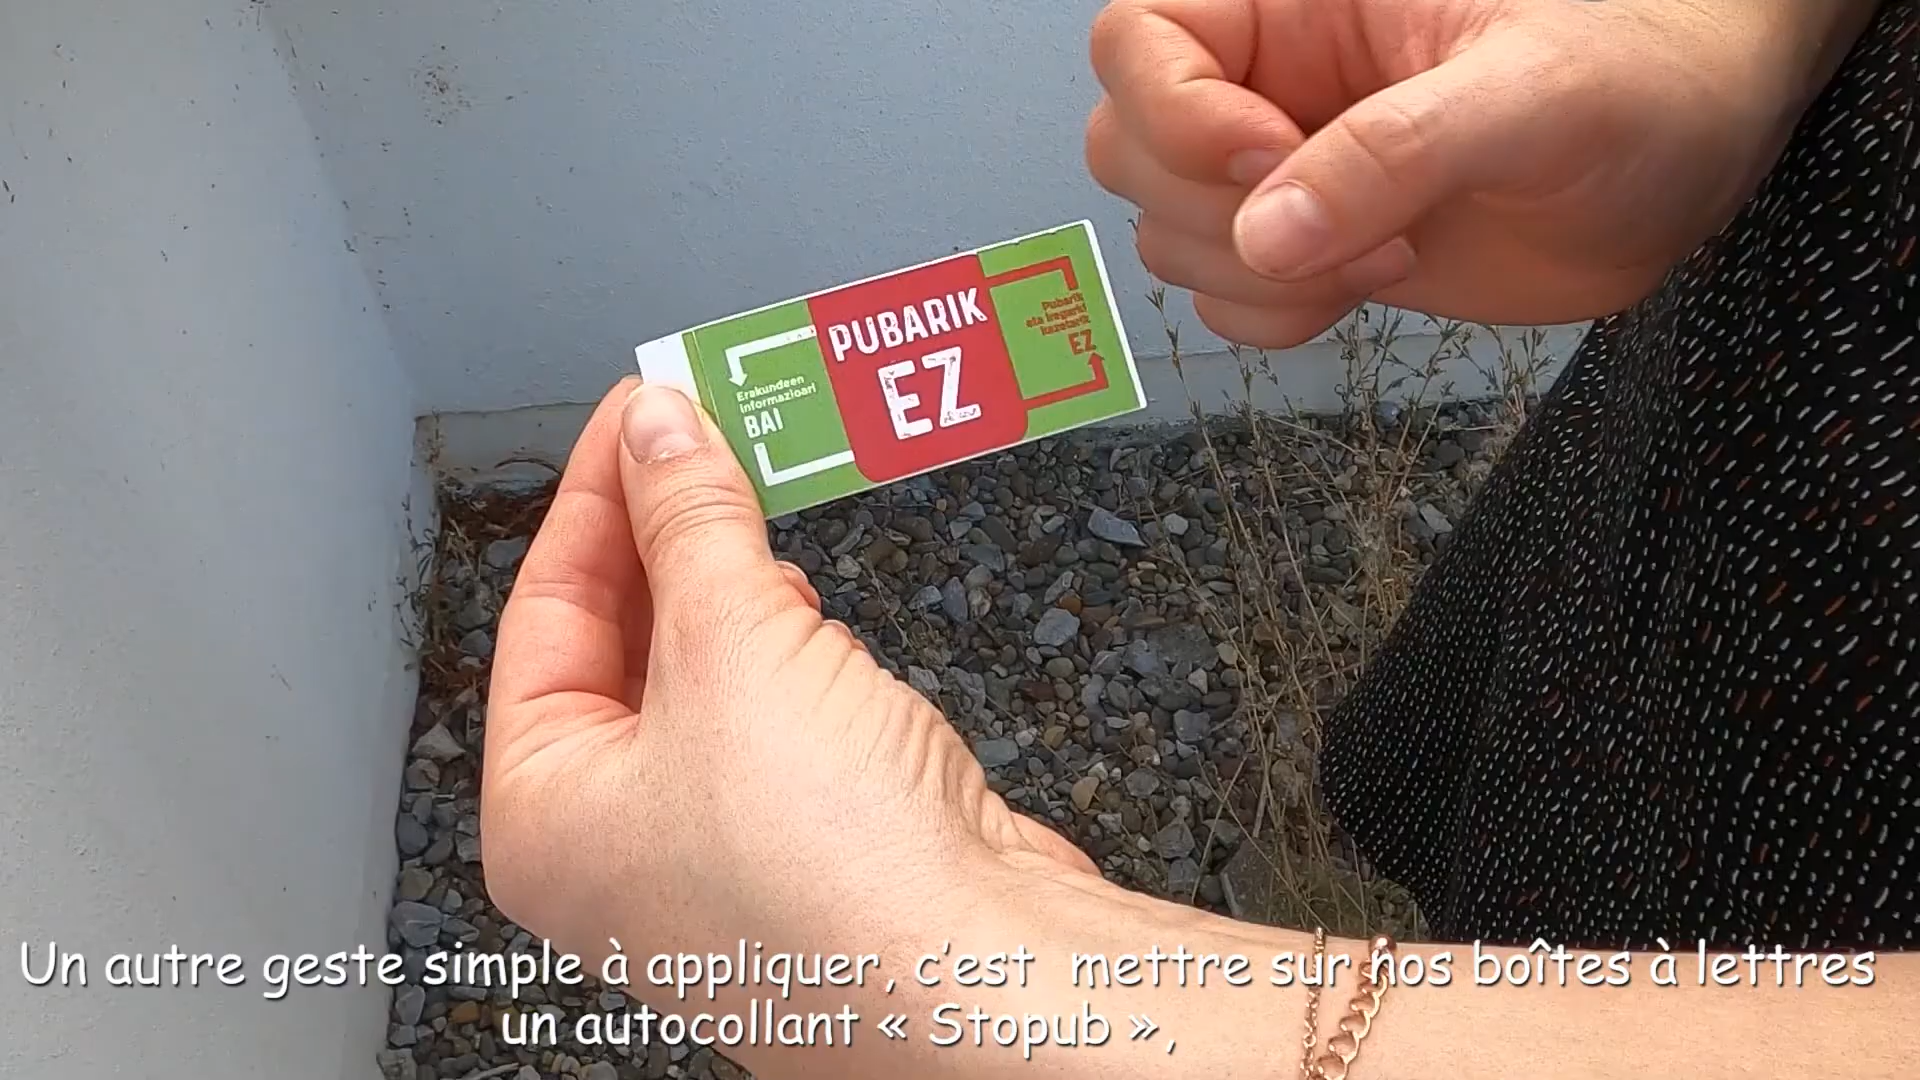 PUBARIK
EZ
Erakundeen
informazioari
BAI
Pubarik
eta iragarki
kazetarik
EZ
Un autre geste simple à appliquer, c’est mettre sur nos boîtes à lettres
un autocollant « Stopub »,